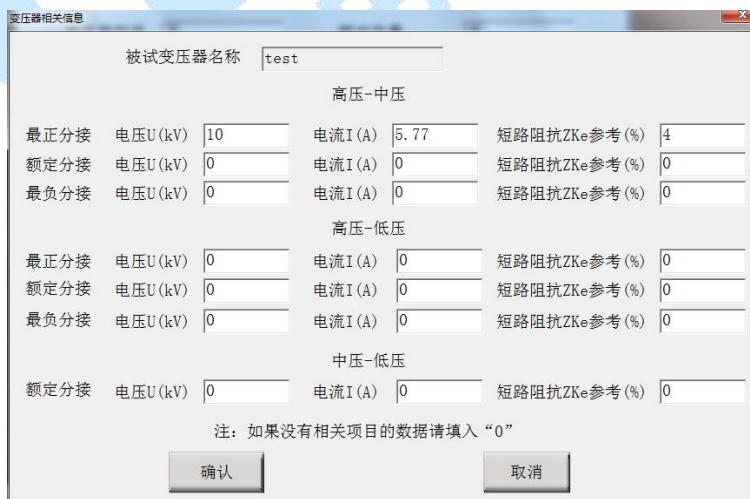 变压器相关信息
被试变压器名称 test
高压-中压
最正分接 电压U(kV) 10 电流I(A) 5.77 短路阻抗ZKe参考(%) 4
额定分接 电压U(kV) 0 电流I(A) 0 短路阻抗ZKe参考(%) 0
最负分接 电压U(kV) 0 电流I(A) 0 短路阻抗ZKe参考(%) 0
高压-低压
最正分接 电压U(kV) 0 电流I(A) 0 短路阻抗ZKe参考(%) 0
额定分接 电压U(kV) 0 电流I(A) 0 短路阻抗ZKe参考(%) 0
最负分接 电压U(kV) 0 电流I(A) 0 短路阻抗ZKe参考(%) 0
中压-低压
额定分接 电压U(kV) 0 电流I(A) 0 短路阻抗ZKe参考(%) 0
注: 如果没有相关项目的数据请填入“0”
确认 取消